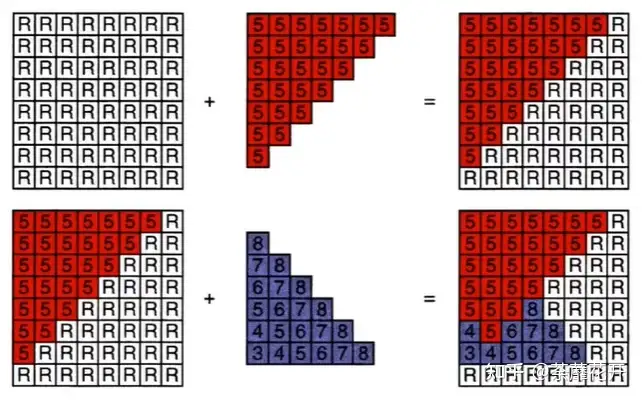 R R R R R R R R
R R R R R R R R
R R R R R R R R
R R R R R R R R
R R R R R R R R
R R R R R R R R
R R R R R R R R
R R R R R R R R
+
5 5 5 5 5 5 5
5 5 5 5 5 5
5 5 5 5 5
5 5 5 5
5 5 5
5 5
5
=
5 5 5 5 5 5 5 R
5 5 5 5 5 5 R R
5 5 5 5 5 R R R
5 5 5 5 R R R R
5 5 5 R R R R R
5 5 R R R R R R
5 R R R R R R R
R R R R R R R R
5 5 5 5 5 5 5 R
5 5 5 5 5 5 R R
5 5 5 5 5 R R R
5 5 5 5 R R R R
5 5 5 R R R R R
5 5 R R R R R R
5 R R R R R R R
R R R R R R R R
+
8
7 8
6 7 8
5 6 7 8
4 5 6 7 8
3 4 5 6 7 8
=
5 5 5 5 5 5 5 R
5 5 5 5 5 5 R R
5 5 5 5 5 R R R
5 5 5 5 R R R R
5 5 5 8 R R R R
4 5 6 7 8 R R R
3 4 5 6 7 8 R R
R R R R R R R R
知乎 @荼蘼花开